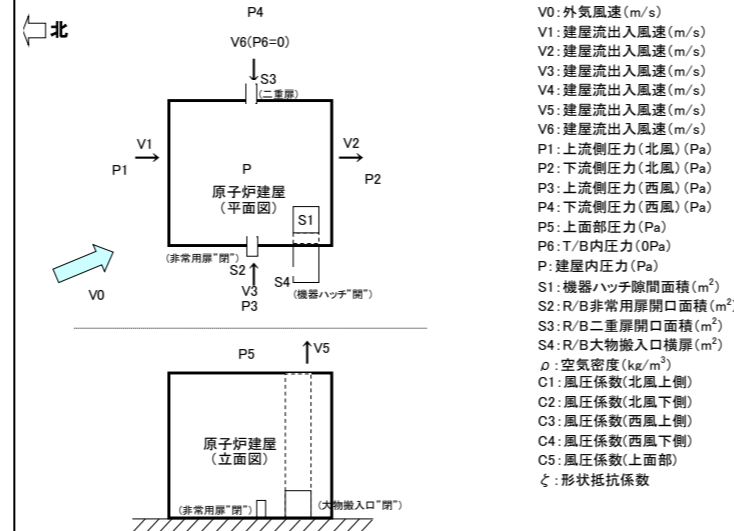 北
P4
V6(P6=0)
S3
(二重扉)
V1
P1
V2
P2
P
原子炉建屋
(平面図)
S1
(非常用扉"閉")
S2
V3
P3
S4
(機器ハッチ"開")
V0
P5
V5
原子炉建屋
(立面図)
(非常用扉"閉")
(大物搬入口"閉")
V0:外気風速(m/s)
V1:建屋流出入風速(m/s)
V2:建屋流出入風速(m/s)
V3:建屋流出入風速(m/s)
V4:建屋流出入風速(m/s)
V5:建屋流出入風速(m/s)
V6:建屋流出入風速(m/s)
P1:上流側圧力(北風)(Pa)
P2:下流側圧力(北風)(Pa)
P3:上流側圧力(西風)(Pa)
P4:下流側圧力(西風)(Pa)
P5:上面部圧力(Pa)
P6:T/B内圧力(0Pa)
P:建屋内圧力(Pa)
S1:機器ハッチ隙間面積(m²)
S2:R/B非常用扉開口面積(m²)
S3:R/B二重扉開口面積(m²)
S4:R/B大物搬入口横扉(m²)
ρ:空気密度(kg/m³)
C1:風圧係数(北風上側)
C2:風圧係数(北風下側)
C3:風圧係数(西風上側)
C4:風圧係数(西風下側)
C5:風圧係数(上面部)
ζ:形状抵抗係数